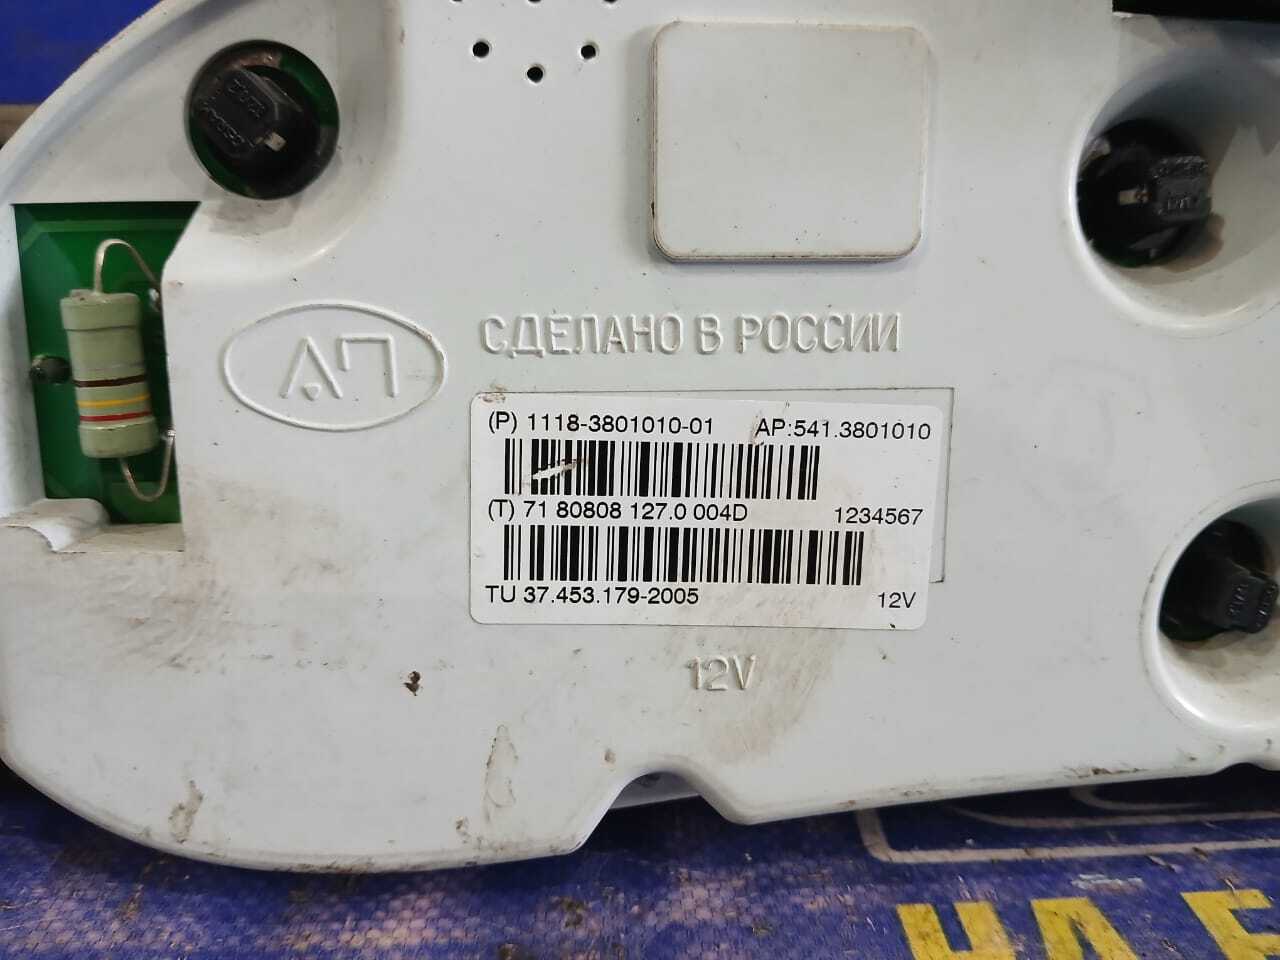 АП
СДЕЛАНО В РОССИИ
(P) 1118-3801010-01 AP:541.3801010
(T) 71 80808 127.0 004D 1234567
TU 37.453.179-2005 12V
12V